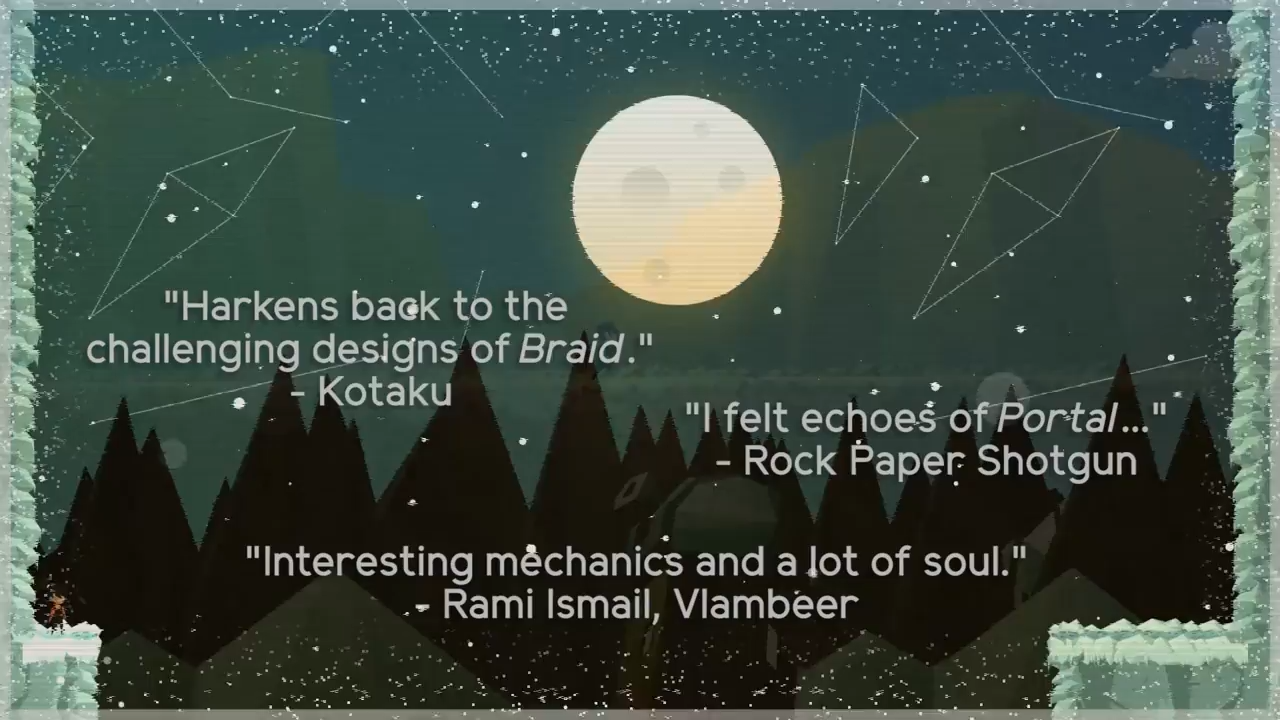 "Harkens back to the
challenging designs of Braid."
- Kotaku
"I felt echoes of Portal..."
- Rock Paper Shotgun
"Interesting mechanics and a lot of soul."
- Rami Ismail, Vlambeer